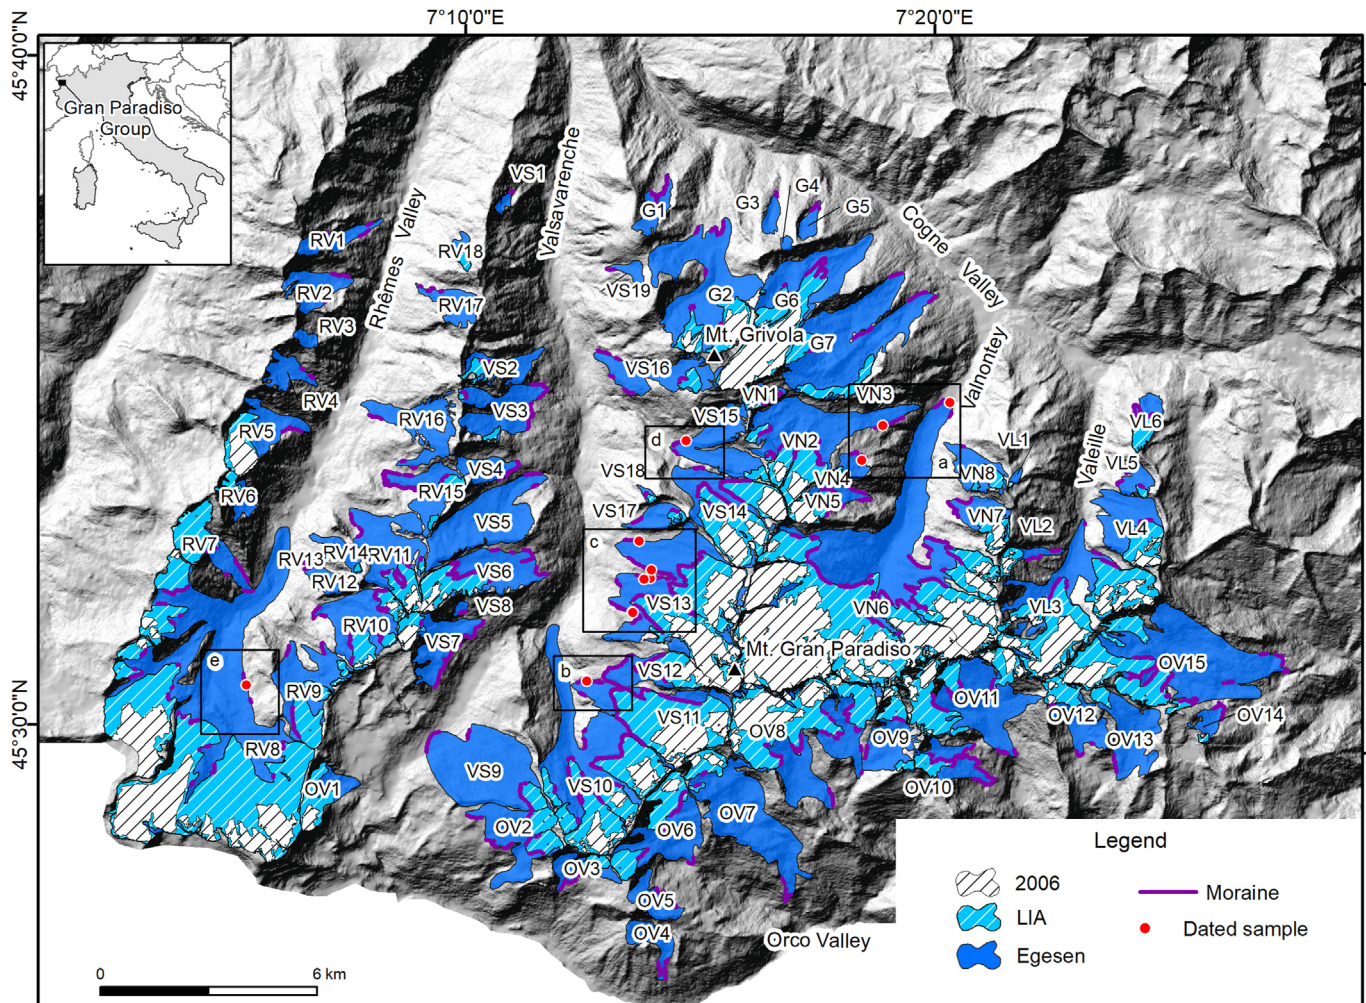 7°10'0"E
7°20'0"E
45°40'0"N
45°30'0"N
Gran Paradiso
Group
Rhêmes Valley
Valsavarenche
Cogne Valley
Valnontey
Valleille
Orco Valley
VS1
G1
G3
G4
G5
RV1
RV18
VS19
G2
G6
RV2
RV17
RV3
Mt. Grivola
G7
VS16
VS2
RV4
VS3
VN1
VN3
VS15
RV16
RV5
d
VN2
VL1
VL6
a
VL5
VS18
VS4
VN4
VN8
RV15
RV6
VS14
VN5
VS17
VS5
VN7
VL2
VL4
RV7
c
RV13
RV14
RV11
RV12
VS6
VS13
VS8
VN6
VL3
RV10
VS7
Mt. Gran Paradiso
e
b
VS12
OV15
RV9
OV11
VS11
OV12
OV14
RV8
OV8
OV9
OV13
VS9
OV1
VS10
OV10
OV7
OV2
OV6
OV3
OV5
OV4
Legend
2006
LIA
Egesen
Moraine
Dated sample
0
6 km